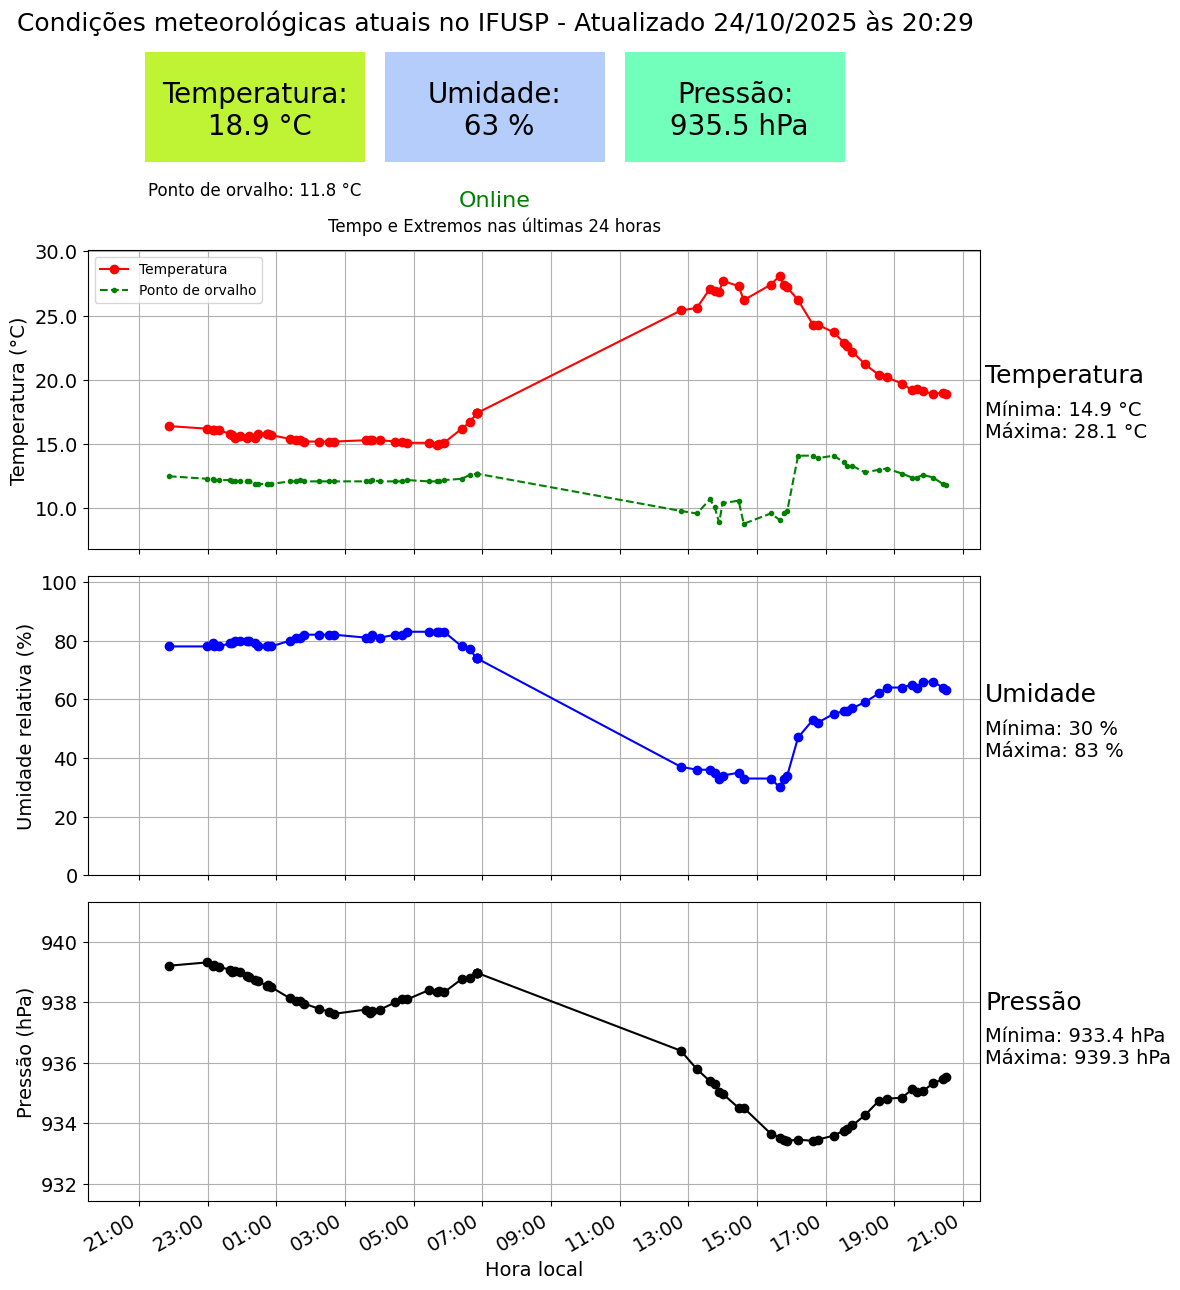 Condições meteorológicas atuais no IFUSP - Atualizado 24/10/2025 às 20:29
Temperatura:
18.9 °C
Umidade:
63 %
Pressão:
935.5 hPa
Ponto de orvalho: 11.8 °C
Online
Tempo e Extremos nas últimas 24 horas
Temperatura (°C)
30.0
25.0
20.0
15.0
10.0
Temperatura
Ponto de orvalho
Temperatura
Mínima: 14.9 °C
Máxima: 28.1 °C
Umidade relativa (%)
100
80
60
40
20
0
Umidade
Mínima: 30 %
Máxima: 83 %
Pressão (hPa)
940
938
936
934
932
Pressão
Mínima: 933.4 hPa
Máxima: 939.3 hPa
21:00
23:00
01:00
03:00
05:00
07:00
09:00
11:00
13:00
15:00
17:00
19:00
21:00
Hora local